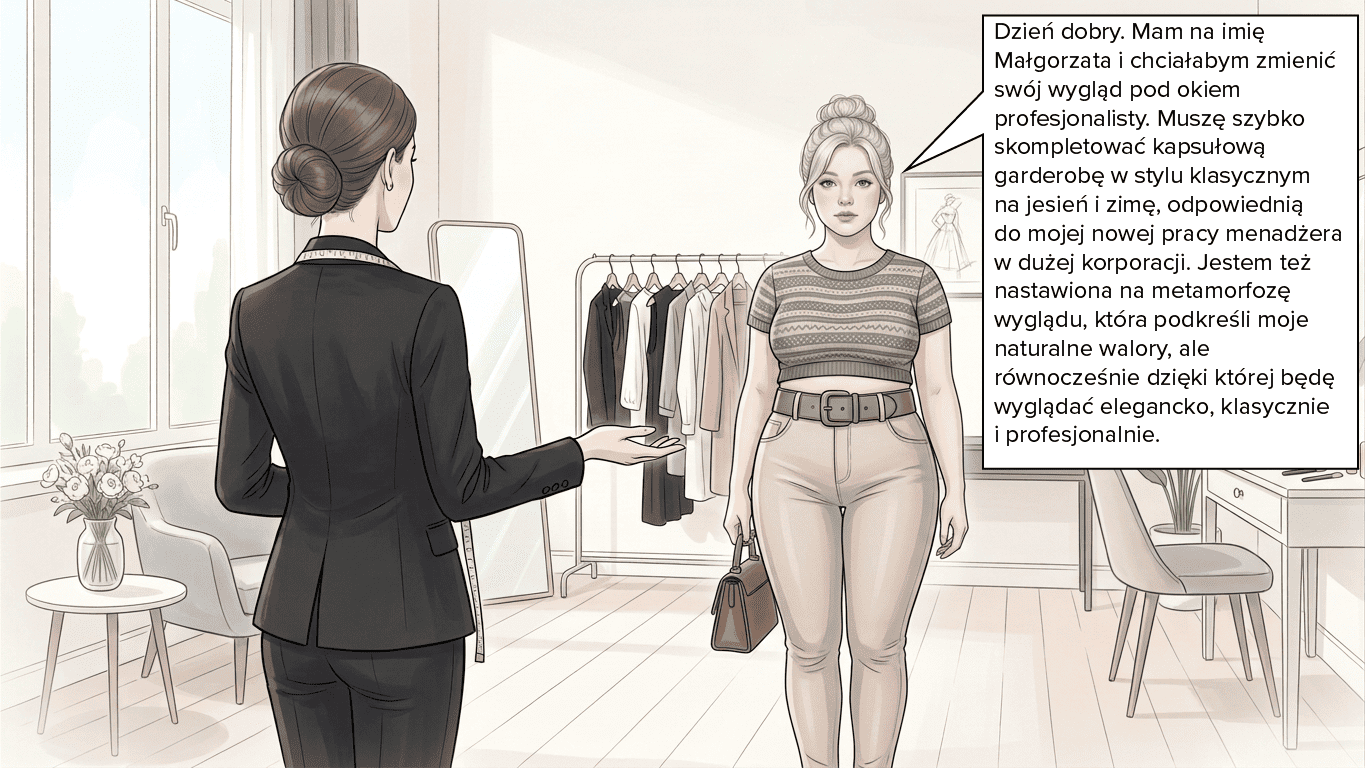 Dzień dobry. Mam na imię
Małgorzata i chciałabym zmienić
swój wygląd pod okiem
profesjonalisty. Muszę szybko
skompletować kapsułową
garderobę w stylu klasycznym
na jesień i zimę, odpowiednią
do mojej nowej pracy menadżera
w dużej korporacji. Jestem też
nastawiona na metamorfozę
wyglądu, która podkreśli moje
naturalne walory, ale
równocześnie dzięki której będę
wyglądać elegancko, klasycznie
i profesjonalnie.